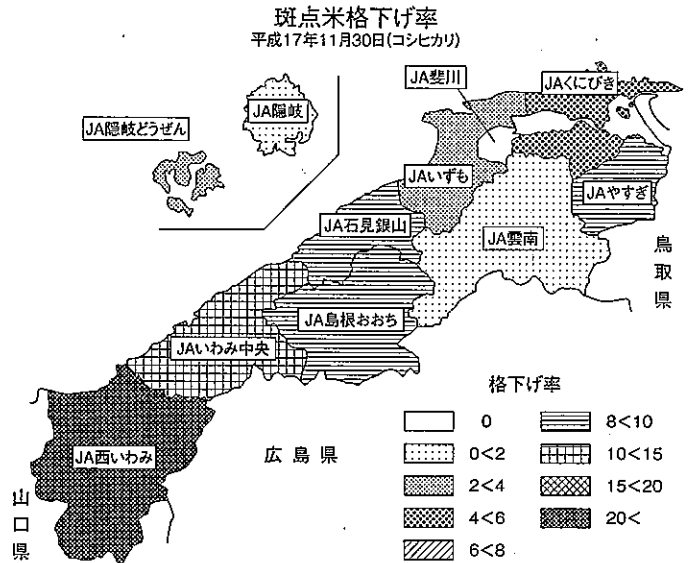 斑点米格下げ率
平成17年11月30日(コシヒカリ)
JA斐川
JAくにびき
JA隠岐
JA隠岐どうぜん
JAいずも
JAやすぎ
JA石見銀山
JA雲南
鳥取県
JA島根おおち
JAいわみ中央
格下げ率
0
8<10
JA西いわみ
広島県
0<2
10<15
2<4
15<20
山口県
4<6
20<
6<8